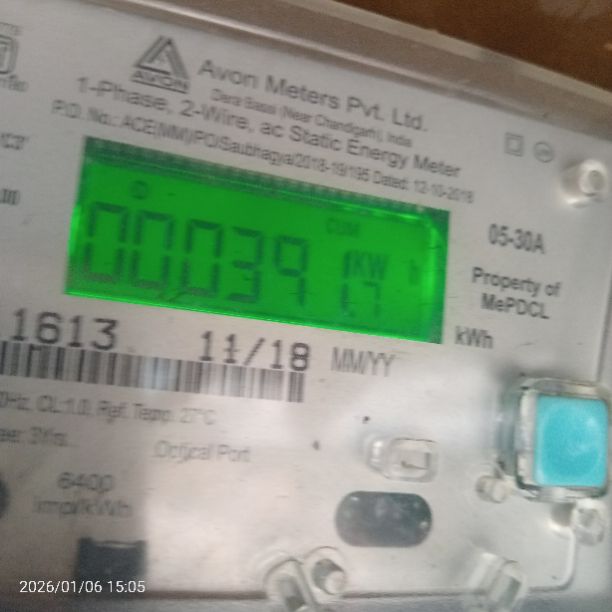 AVON
Avon Meters Pvt. Ltd.
Dera Bassi (Near Chandigarh), India
1-Phase, 2-Wire, ac Static Energy Meter
P.O. No.: ACE(MM)/PO/Saubhagya/2018-19/195 Dated: 12-10-2018
CUM
000391.7
KW h
05-30A
Property of
MePDCL
kWh
1613 11/18 MM/YY
Hz, CL:1.0, Ref. Temp. 27°C
3Yrs.
Optical Port
6400
imp/kWh
2026/01/06 15:05